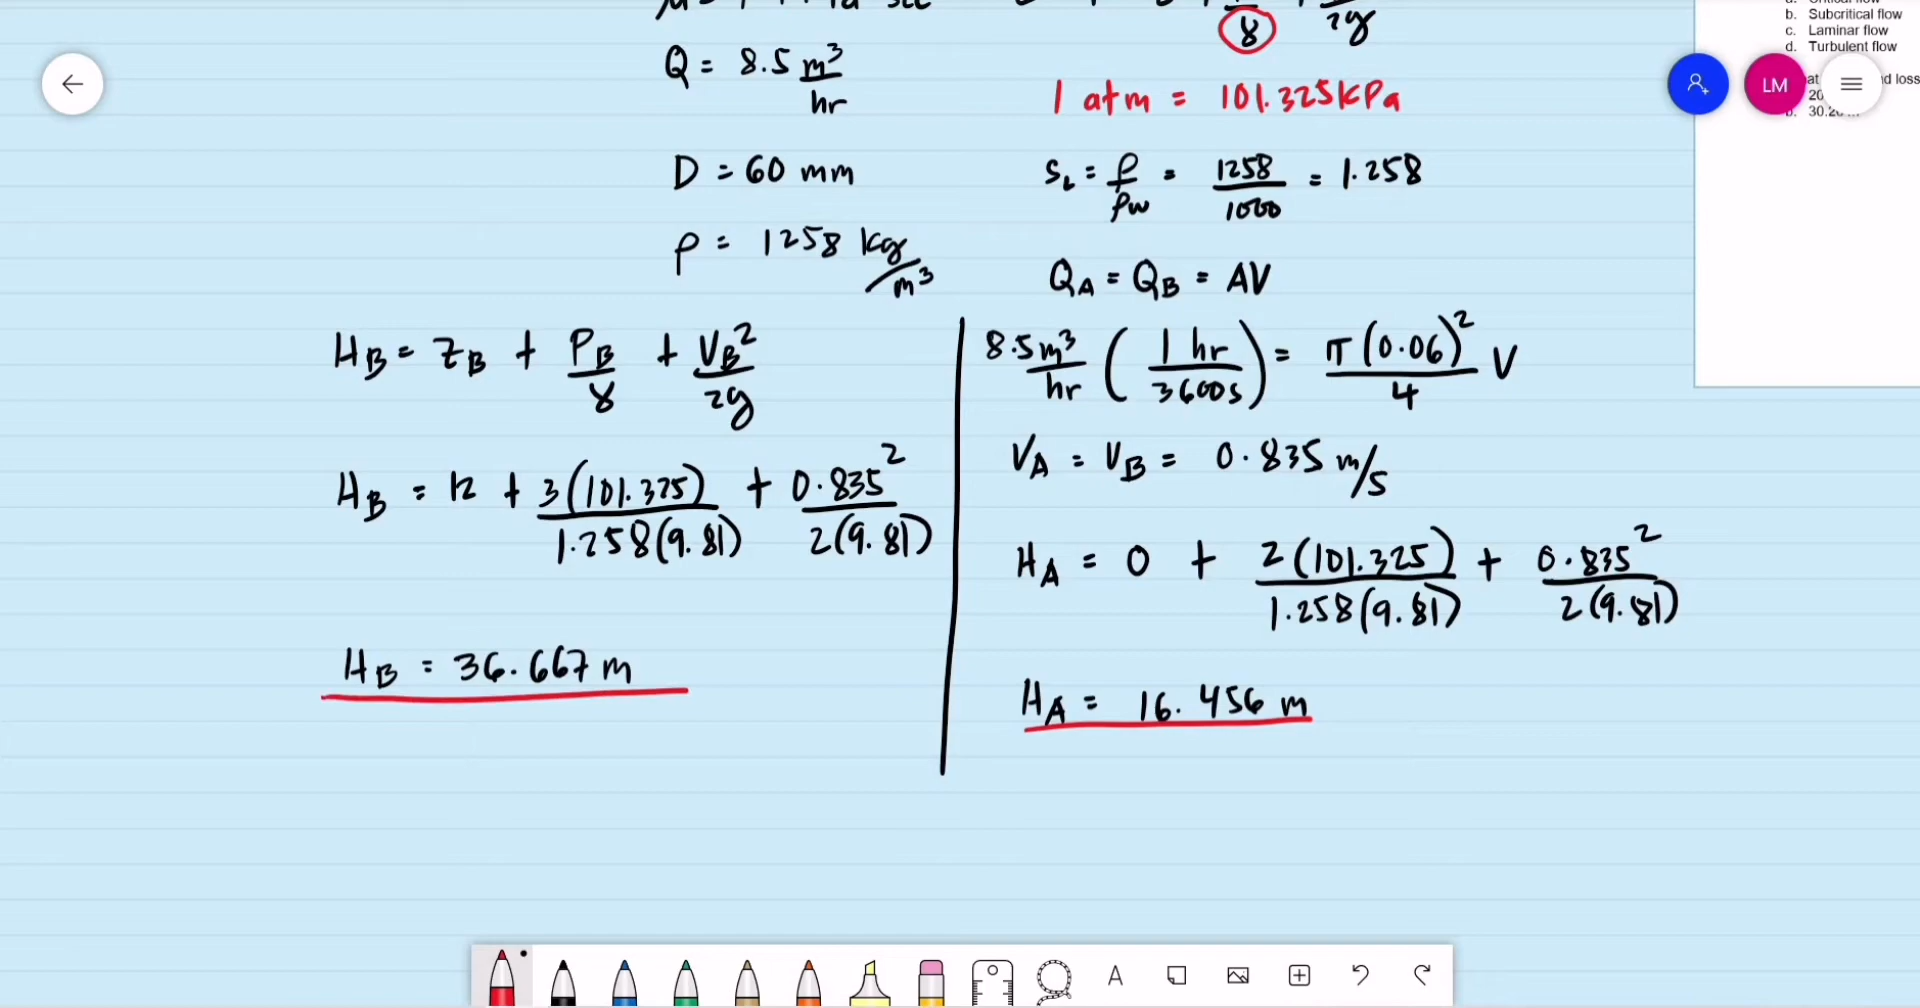 Q = 8.5 m³/hr
D = 60 mm
ρ = 1258 kg/m³
γ 2g
1 atm = 101.325 kPa
S_L = ρ/ρw = 1258/1000 = 1.258
Q_A = Q_B = AV
H_B = z_B + P_B/γ + V_B²/2g
H_B = 12 + 3(101.325)/1.258(9.81) + 0.835²/2(9.81)
H_B = 36.667 m
8.5 m³/hr (1 hr/3600 s) = π(0.06)²/4 V
V_A = V_B = 0.835 m/s
H_A = 0 + 2(101.325)/1.258(9.81) + 0.835²/2(9.81)
H_A = 16.456 m
b. Subcritical flow
c. Laminar flow
d. Turbulent flow
LM
A